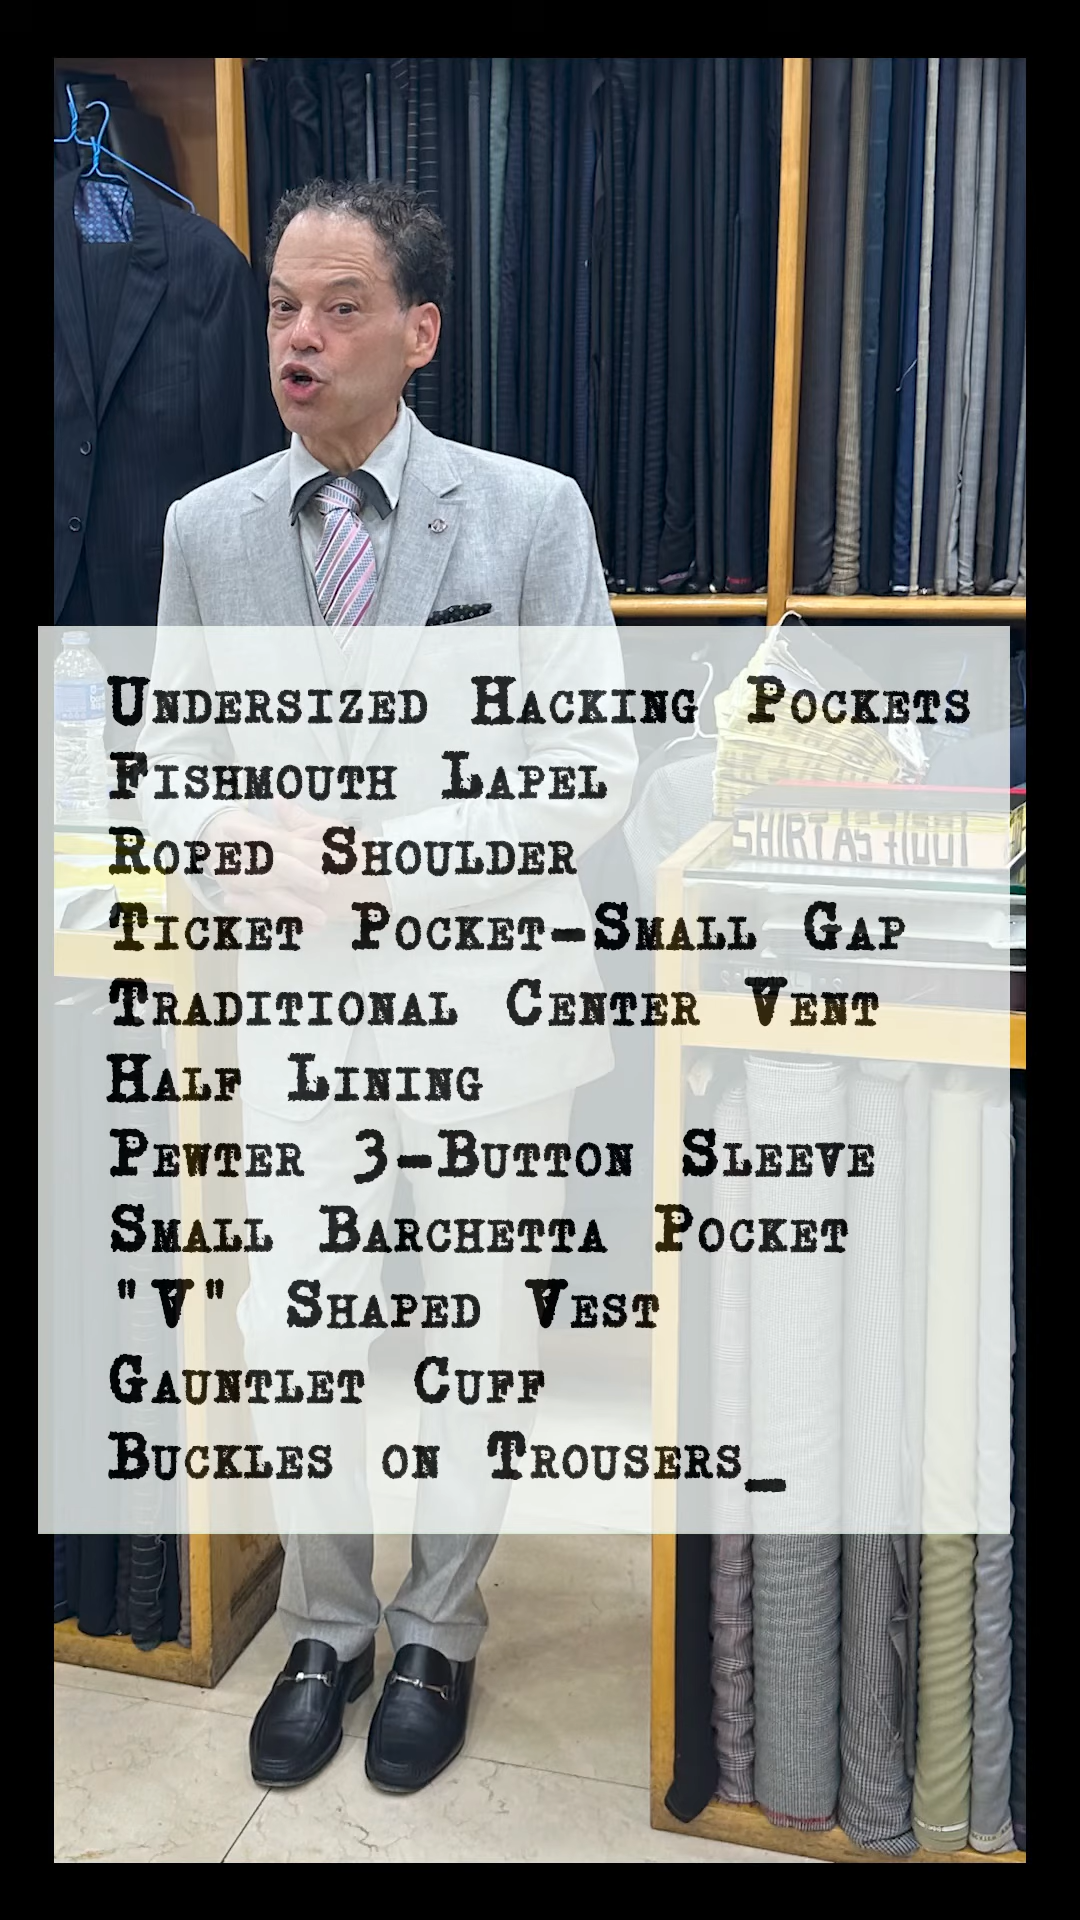 Undersized Hacking Pockets
Fishmouth Lapel
Roped Shoulder
Ticket Pocket-Small Gap
Traditional Center Vent
Half Lining
Pewter 3-Button Sleeve
Small Barchetta Pocket
"V" Shaped Vest
Gauntlet Cuff
Buckles on Trousers_